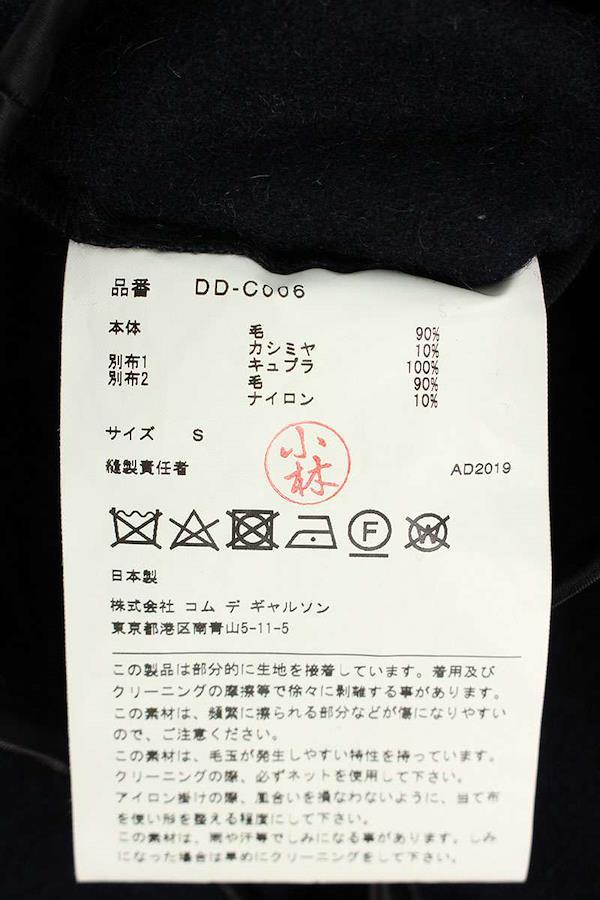 品番 DD-C006
本体 毛 90%
カシミヤ 10%
別布1 キュプラ 100%
別布2 毛 90%
ナイロン 10%
サイズ S
小林
縫製責任者 AD2019
F W
日本製
株式会社 コム デ ギャルソン
東京都港区南青山5-11-5
この製品は部分的に生地を接着しています。着用及び
クリーニングの摩擦等で徐々に剥離する事があります。
この素材は、頻繁に擦られる部分などが傷になりやすい
ので、ご注意ください。
この素材は、毛玉が発生しやすい特性を持っています。
クリーニングの際、必ずネットを使用して下さい。
アイロン掛けの際、風合いを損なわないように、当て布
を使い形を整える程度にして下さい。
この素材は、雨や汗等でしみになる事があります。しみ
になった場合は早めにクリーニングをして下さい。